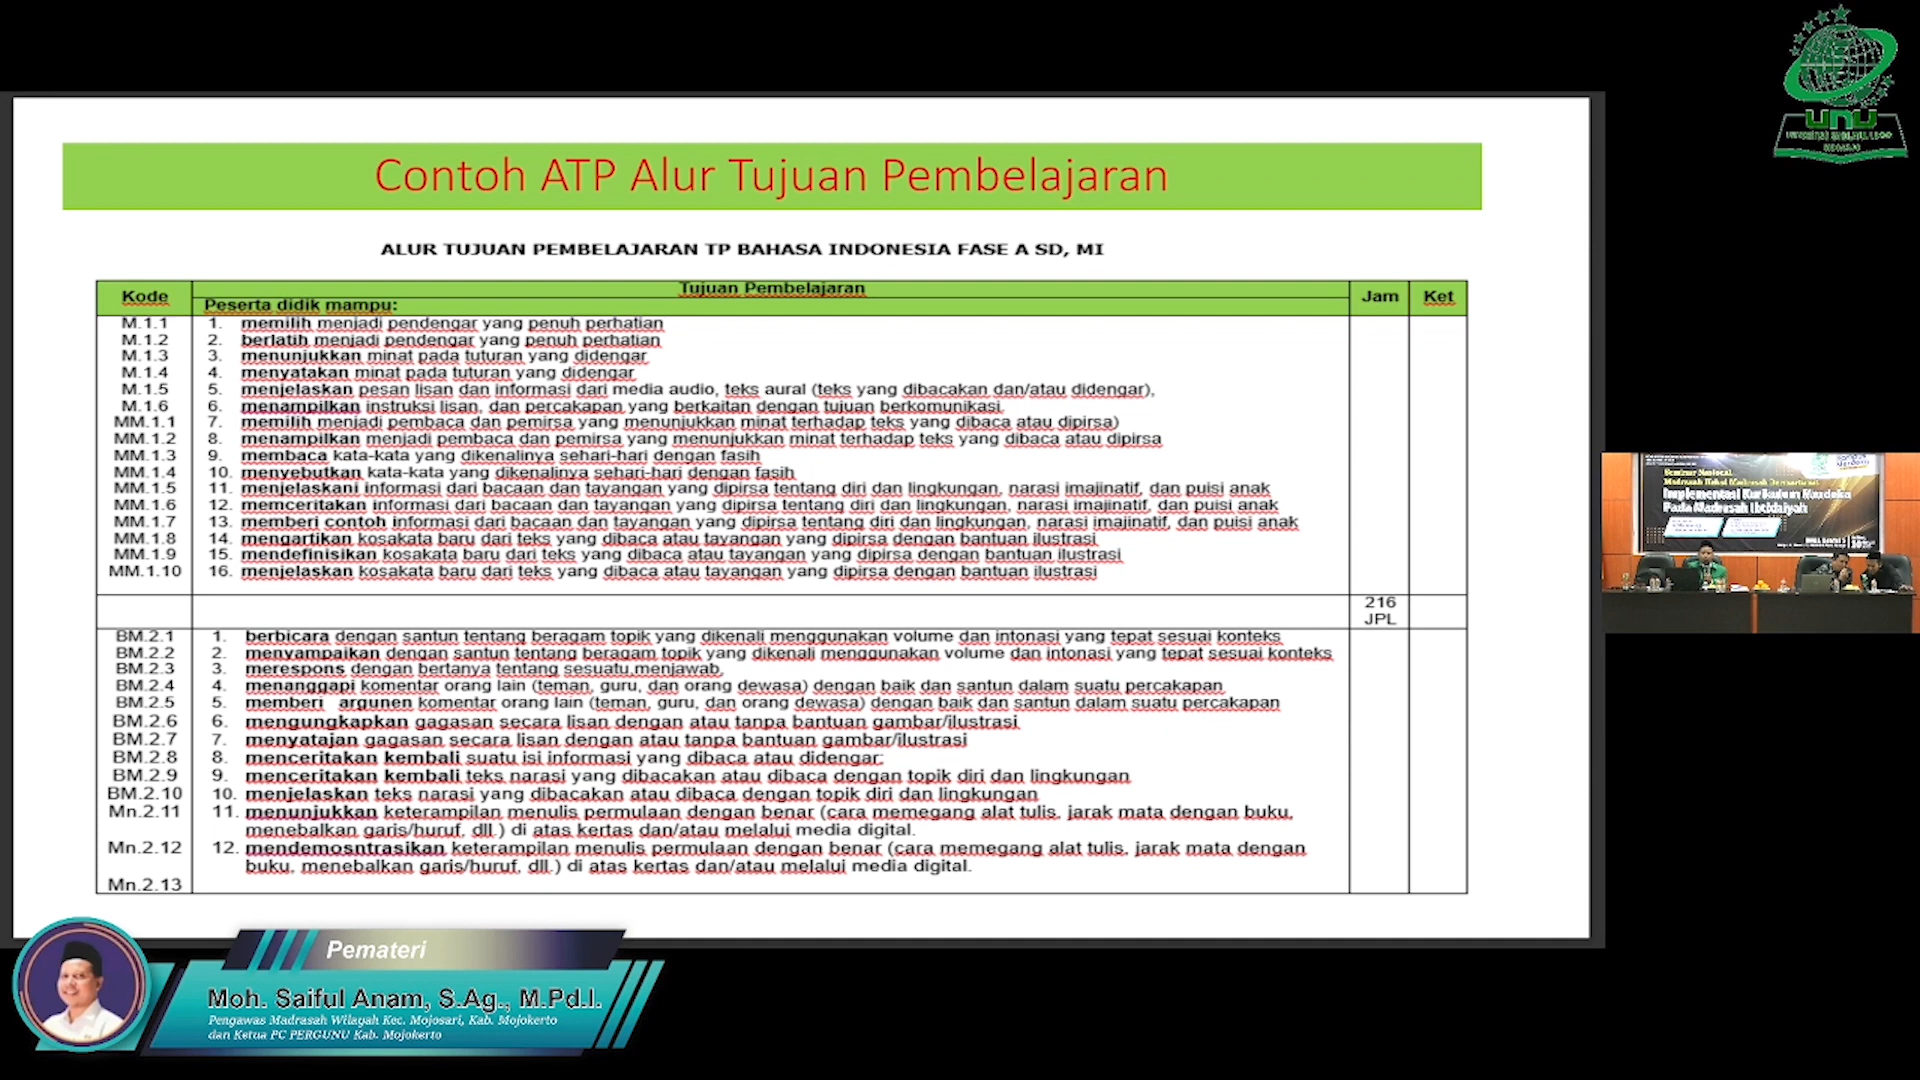 unu
Contoh ATP Alur Tujuan Pembelajaran
ALUR TUJUAN PEMBELAJARAN TP BAHASA INDONESIA FASE A SD, MI
Kode Tujuan Pembelajaran Jam Ket
Peserta didik mampu:
M.1.1 1. memilih menjadi pendengar yang penuh perhatian
M.1.2 2. berlatih menjadi pendengar yang penuh perhatian
M.1.3 3. menunjukkan minat pada tuturan yang didengar
M.1.4 4. menyatakan minat pada tuturan yang didengar
M.1.5 5. menjelaskan pesan lisan dan informasi dari media audio, teks aural (teks yang dibacakan dan/atau didengar),
M.1.6 6. menampilkan instruksi lisan, dan percakapan yang berkaitan dengan tujuan berkomunikasi.
MM.1.1 7. memilih menjadi pembaca dan pemirsa yang menunjukkan minat terhadap teks yang dibaca atau dipirsa)
MM.1.2 8. menampilkan menjadi pembaca dan pemirsa yang menunjukkan minat terhadap teks yang dibaca atau dipirsa
MM.1.3 9. membaca kata-kata yang dikenalinya sehari-hari dengan fasih
MM.1.4 10. menyebutkan kata-kata yang dikenalinya sehari-hari dengan fasih
MM.1.5 11. menjelaskani informasi dari bacaan dan tayangan yang dipirsa tentang diri dan lingkungan, narasi imajinatif, dan puisi anak
MM.1.6 12. memceritakan informasi dari bacaan dan tayangan yang dipirsa tentang diri dan lingkungan, narasi imajinatif, dan puisi anak
MM.1.7 13. memberi contoh informasi dari bacaan dan tayangan yang dipirsa tentang diri dan lingkungan, narasi imajinatif, dan puisi anak
MM.1.8 14. mengartikan kosakata baru dari teks yang dibaca atau tayangan yang dipirsa dengan bantuan ilustrasi.
MM.1.9 15. mendefinisikan kosakata baru dari teks yang dibaca atau tayangan yang dipirsa dengan bantuan ilustrasi
MM.1.10 16. menjelaskan kosakata baru dari teks yang dibaca atau tayangan yang dipirsa dengan bantuan ilustrasi
216
JPL
BM.2.1 1. berbicara dengan santun tentang beragam topik yang dikenali menggunakan volume dan intonasi yang tepat sesuai konteks
BM.2.2 2. menyampaikan dengan santun tentang beragam topik yang dikenali menggunakan volume dan intonasi yang tepat sesuai konteks
BM.2.3 3. merespons dengan bertanya tentang sesuatu,menjawab,
BM.2.4 4. menanggapi komentar orang lain (teman, guru, dan orang dewasa) dengan baik dan santun dalam suatu percakapan
BM.2.5 5. memberi argunen komentar orang lain (teman, guru, dan orang dewasa) dengan baik dan santun dalam suatu percakapan
BM.2.6 6. mengungkapkan gagasan secara lisan dengan atau tanpa bantuan gambar/ilustrasi.
BM.2.7 7. menyatajan gagasan secara lisan dengan atau tanpa bantuan gambar/ilustrasi
BM.2.8 8. menceritakan kembali suatu isi informasi yang dibaca atau didengar;
BM.2.9 9. menceritakan kembali teks narasi yang dibacakan atau dibaca dengan topik diri dan lingkungan
BM.2.10 10. menjelaskan teks narasi yang dibacakan atau dibaca dengan topik diri dan lingkungan
Mn.2.11 11. menunjukkan keterampilan menulis permulaan dengan benar (cara memegang alat tulis, jarak mata dengan buku,
menebalkan garis/huruf, dll.) di atas kertas dan/atau melalui media digital.
Mn.2.12 12. mendemosntrasikan keterampilan menulis permulaan dengan benar (cara memegang alat tulis, jarak mata dengan
buku, menebalkan garis/huruf, dll.) di atas kertas dan/atau melalui media digital.
Mn.2.13
Seminar Nasional
Implementasi Kurikulum Merdeka
Pada Madrasah Ibtidaiyah
Pemateri
Moh. Saiful Anam, S.Ag., M.Pd.I.
Pengawas Madrasah Wilayah Kec. Mojosari, Kab. Mojokerto
dan Ketua PC PERGUNU Kab. Mojokerto